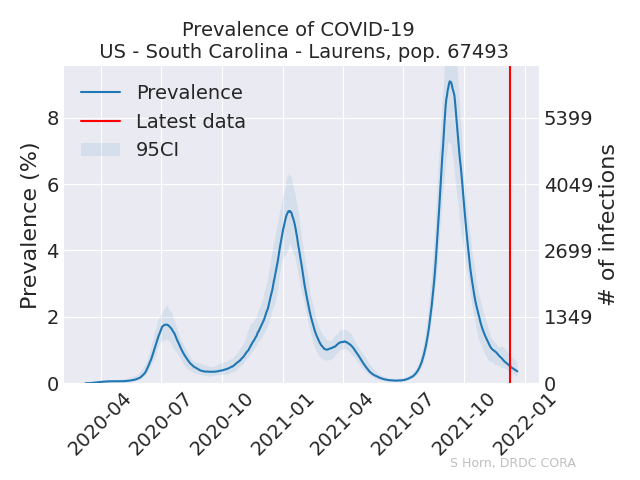 Prevalence of COVID-19
US - South Carolina - Laurens, pop. 67493
Prevalence
Latest data
95CI
Prevalence (%)
8
6
4
2
0
5399
4049
2699
1349
0
# of infections
2020-04
2020-07
2020-10
2021-01
2021-04
2021-07
2021-10
2022-01
S Horn, DRDC CORA